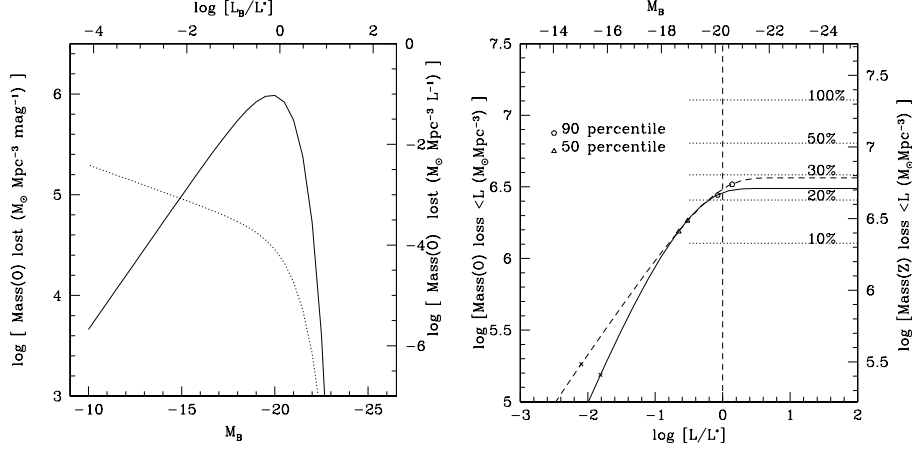 log [L_B/L*]
-4 -2 0 2
6
5
4
3
0
-2
-4
-6
-10 -15 -20 -25
M_B
log [ Mass(O) lost (M⊙ Mpc⁻³ mag⁻¹) ]
log [ Mass(O) lost (M⊙ Mpc⁻³ L⁻¹) ]
M_B
-14 -16 -18 -20 -22 -24
7.5
7
6.5
6
5.5
5
7.5
7
6.5
6
5.5
90 percentile
50 percentile
100%
50%
30%
20%
10%
-3 -2 -1 0 1 2
log [L/L*]
log [Mass(O) loss <L (M⊙Mpc⁻³) ]
log [Mass(Z) loss <L (M⊙Mpc⁻³) ]